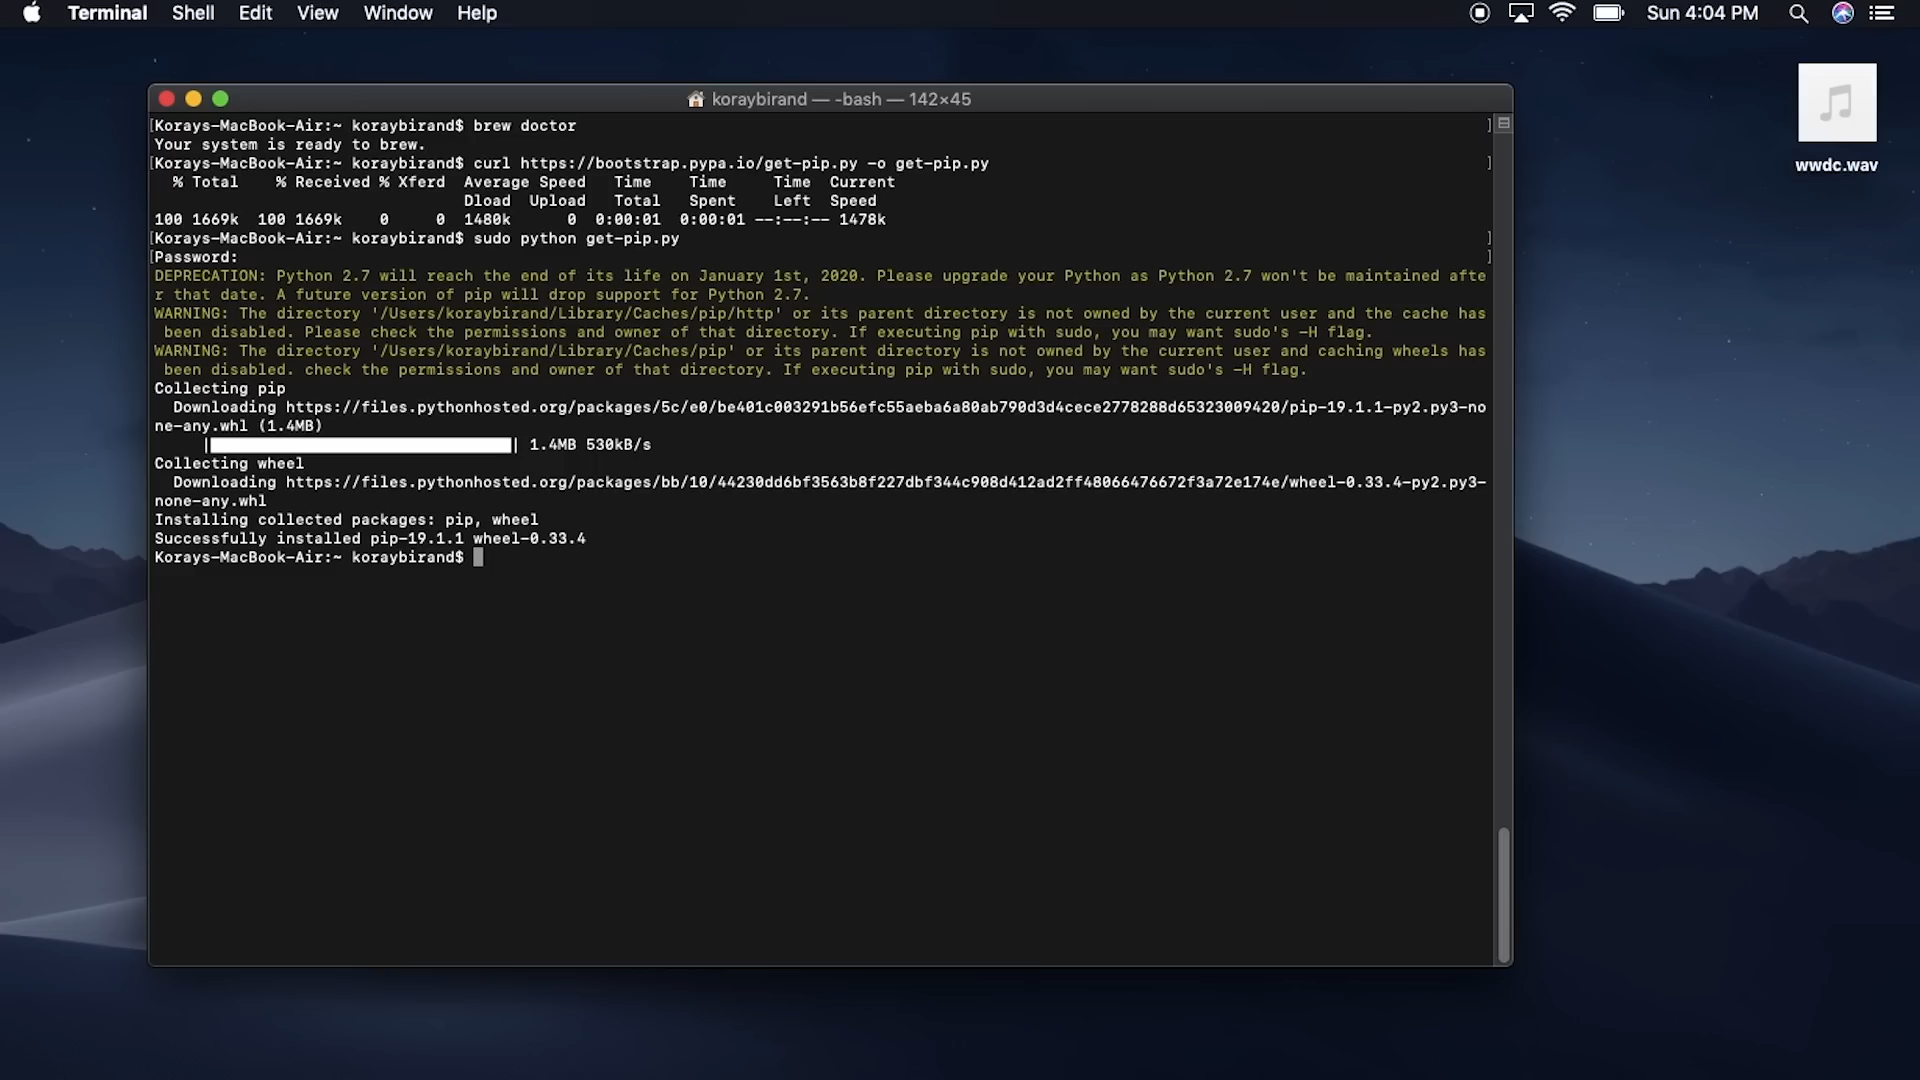 Terminal Shell Edit View Window Help Sun 4:04 PM
koraybirand — -bash — 142×45
wwdc.wav
[Korays-MacBook-Air:~ koraybirand$ brew doctor ]
Your system is ready to brew.
[Korays-MacBook-Air:~ koraybirand$ curl https://bootstrap.pypa.io/get-pip.py -o get-pip.py ]
% Total % Received % Xferd Average Speed Time Time Time Current
Dload Upload Total Spent Left Speed
100 1669k 100 1669k 0 0 1480k 0 0:00:01 0:00:01 --:--:-- 1478k
[Korays-MacBook-Air:~ koraybirand$ sudo python get-pip.py ]
[Password: ]
DEPRECATION: Python 2.7 will reach the end of its life on January 1st, 2020. Please upgrade your Python as Python 2.7 won't be maintained afte
r that date. A future version of pip will drop support for Python 2.7.
WARNING: The directory '/Users/koraybirand/Library/Caches/pip/http' or its parent directory is not owned by the current user and the cache has
been disabled. Please check the permissions and owner of that directory. If executing pip with sudo, you may want sudo's -H flag.
WARNING: The directory '/Users/koraybirand/Library/Caches/pip' or its parent directory is not owned by the current user and caching wheels has
been disabled. check the permissions and owner of that directory. If executing pip with sudo, you may want sudo's -H flag.
Collecting pip
Downloading https://files.pythonhosted.org/packages/5c/e0/be401c003291b56efc55aeba6a80ab790d3d4cece2778288d65323009420/pip-19.1.1-py2.py3-no
ne-any.whl (1.4MB)
| | 1.4MB 530kB/s
Collecting wheel
Downloading https://files.pythonhosted.org/packages/bb/10/44230dd6bf3563b8f227dbf344c908d412ad2ff48066476672f3a72e174e/wheel-0.33.4-py2.py3-
none-any.whl
Installing collected packages: pip, wheel
Successfully installed pip-19.1.1 wheel-0.33.4
Korays-MacBook-Air:~ koraybirand$